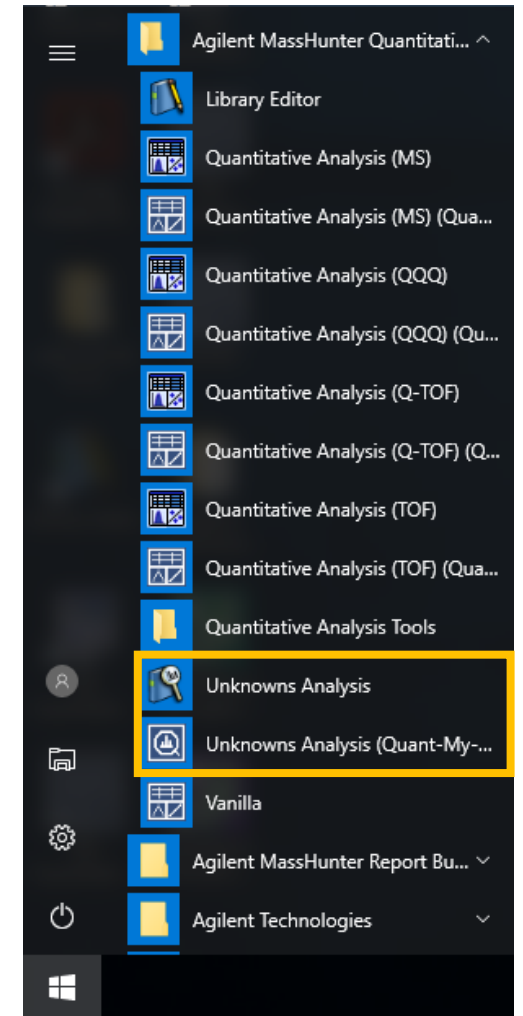 Agilent MassHunter Quantitati...
Library Editor
Quantitative Analysis (MS)
Quantitative Analysis (MS) (Qua...
Quantitative Analysis (QQQ)
Quantitative Analysis (QQQ) (Qu...
Quantitative Analysis (Q-TOF)
Quantitative Analysis (Q-TOF) (Q...
Quantitative Analysis (TOF)
Quantitative Analysis (TOF) (Qua...
Quantitative Analysis Tools
Unknowns Analysis
Unknowns Analysis (Quant-My-...
Vanilla
Agilent MassHunter Report Bu...
Agilent Technologies